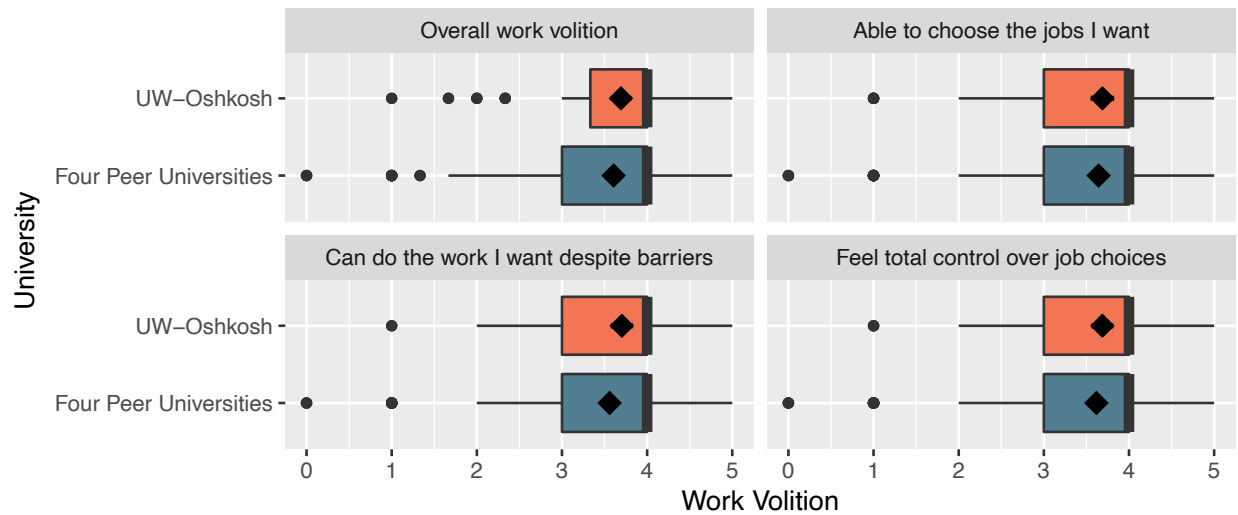 Overall work volition
Able to choose the jobs I want
UW−Oshkosh
Four Peer Universities
Can do the work I want despite barriers
Feel total control over job choices
UW−Oshkosh
Four Peer Universities
0 1 2 3 4 5
0 1 2 3 4 5
Work Volition
University